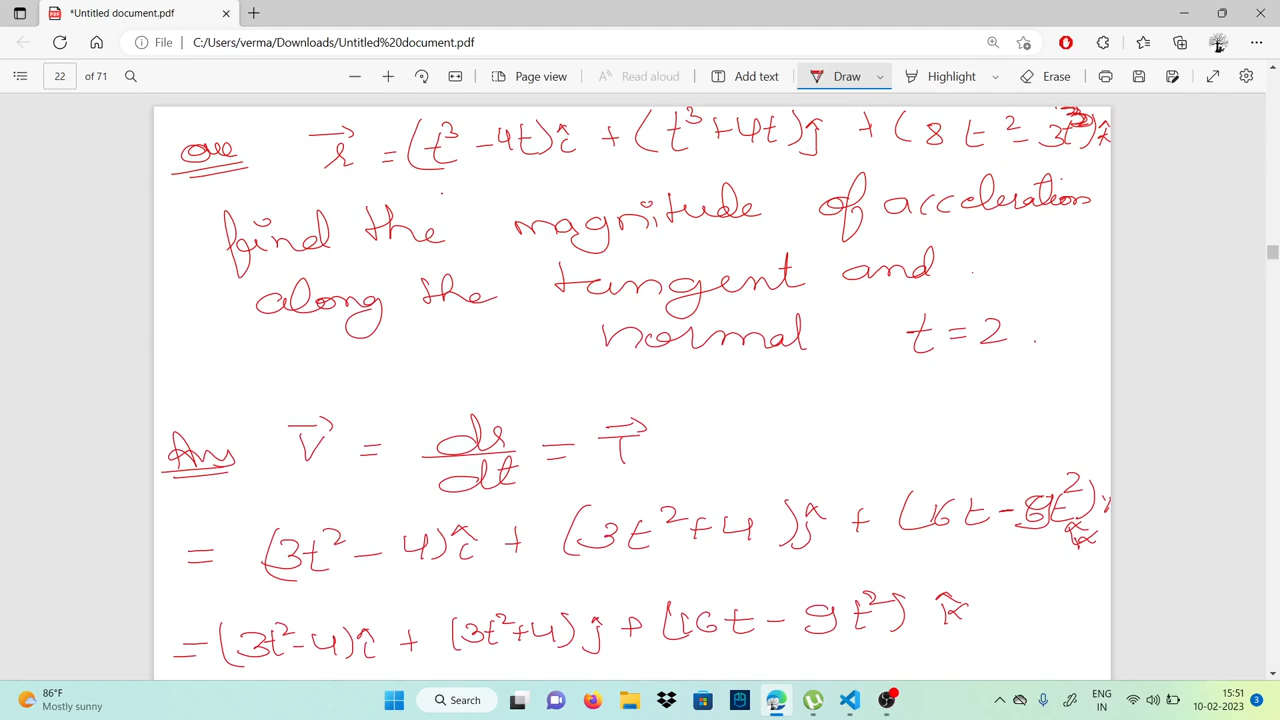 *Untitled document.pdf
File C:/Users/verma/Downloads/Untitled%20document.pdf
22 of 71 Page view Read aloud Add text Draw Highlight Erase
Que r⃗ = (t³ - 4t)î + (t³ + 4t)ĵ + (8t² - 3t³)k̂
find the magnitude of acceleration
along the tangent and
normal t = 2.
Ans V⃗ = dr/dt = T⃗
= (3t² - 4)î + (3t² + 4)ĵ + (16t - 9t²)k̂
= (3t² - 4)î + (3t² + 4)ĵ + (16t - 9t²) k̂
86°F
Mostly sunny
Search
ENG
IN
15:51
10-02-2023
3